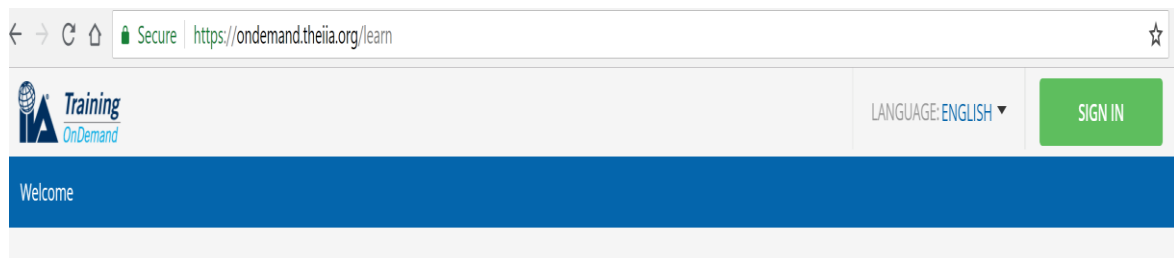 Secure https://ondemand.theiia.org/learn
IIA Training
OnDemand
LANGUAGE: ENGLISH
SIGN IN
Welcome